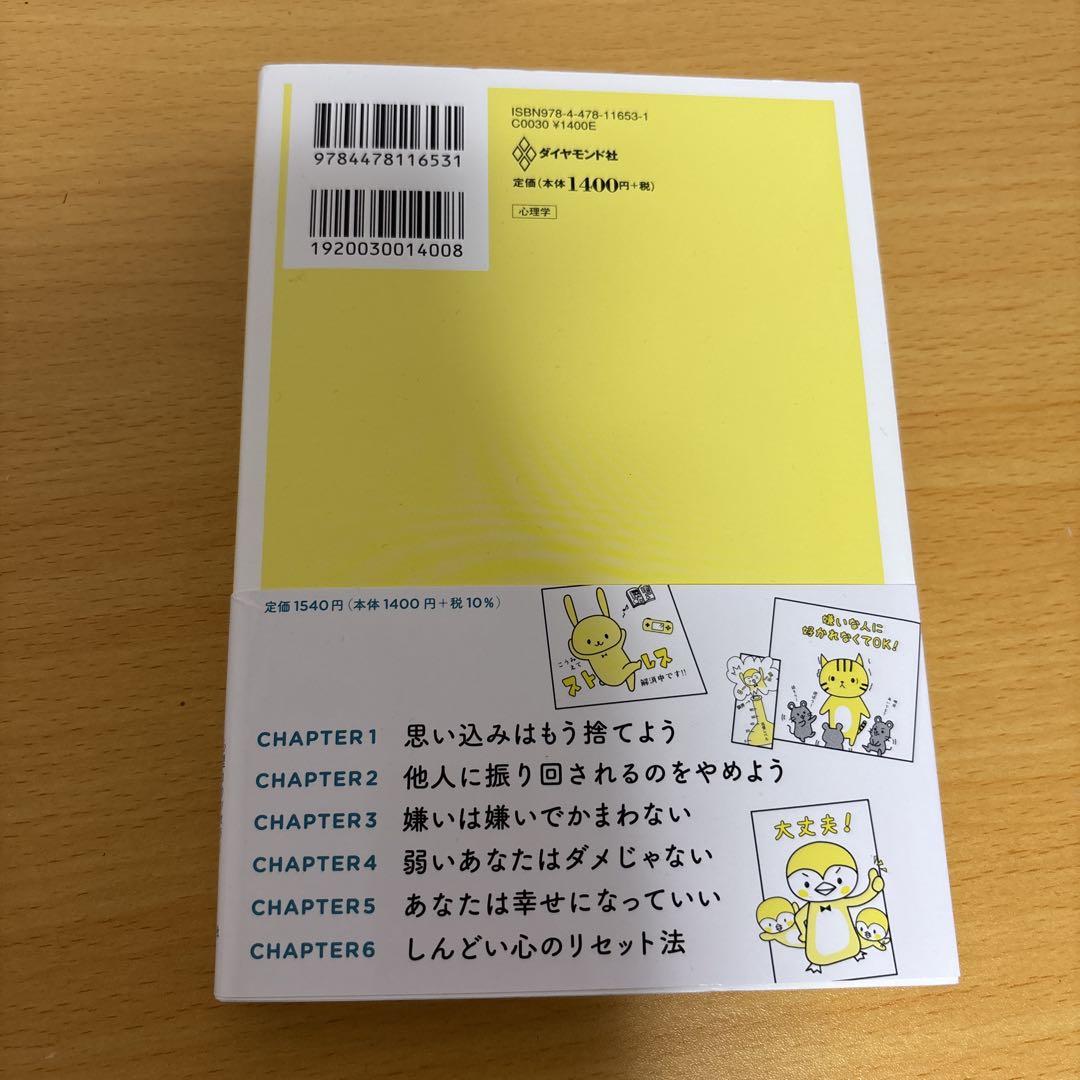 ISBN978-4-478-11653-1
C0030 ¥1400E
9784478116531
ダイヤモンド社
定価(本体1400円+税)
心理学
1920030014008
定価1540円(本体1400円+税10%)
こうみえて
ストレス
解消中です!!
嫌いな人に
好かれなくてOK!
CHAPTER1 思い込みはもう捨てよう
CHAPTER2 他人に振り回されるのをやめよう
CHAPTER3 嫌いは嫌いでかまわない
CHAPTER4 弱いあなたはダメじゃない
CHAPTER5 あなたは幸せになっていい
CHAPTER6 しんどい心のリセット法
大丈夫!